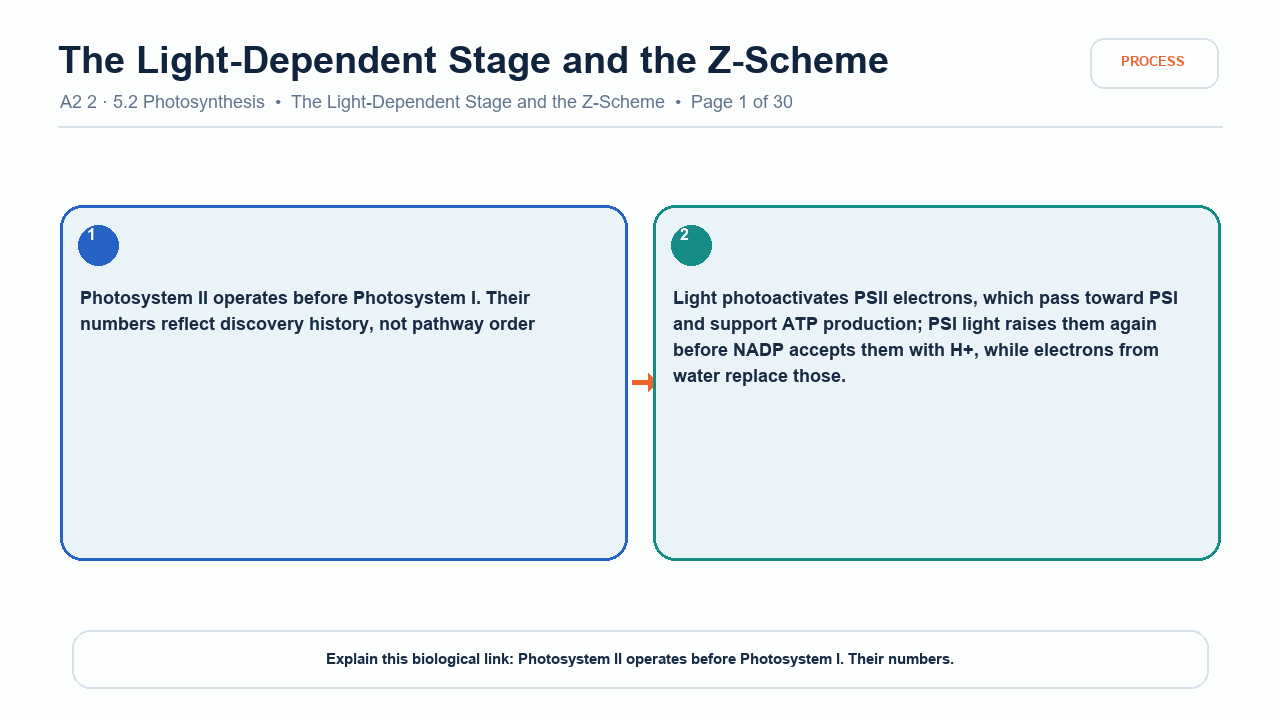 The Light-Dependent Stage and the Z-Scheme
PROCESS
A2 2 · 5.2 Photosynthesis • The Light-Dependent Stage and the Z-Scheme • Page 1 of 30
1
Photosystem II operates before Photosystem I. Their
numbers reflect discovery history, not pathway order
2
Light photoactivates PSII electrons, which pass toward PSI
and support ATP production; PSI light raises them again
before NADP accepts them with H+, while electrons from
water replace those.
Explain this biological link: Photosystem II operates before Photosystem I. Their numbers.